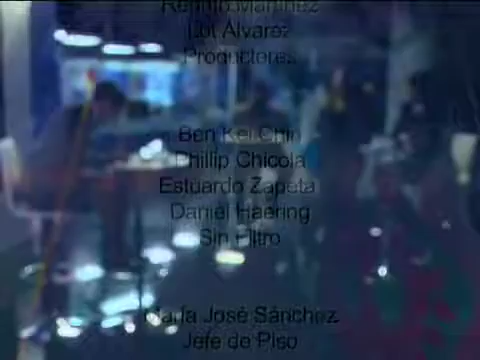 Lot Alvarez
Productores
Ben Kei Chin
Phillip Chicola
Estuardo Zapeta
Daniel Haering
Sin Filtro
María José Sánchez
Jefe de Piso